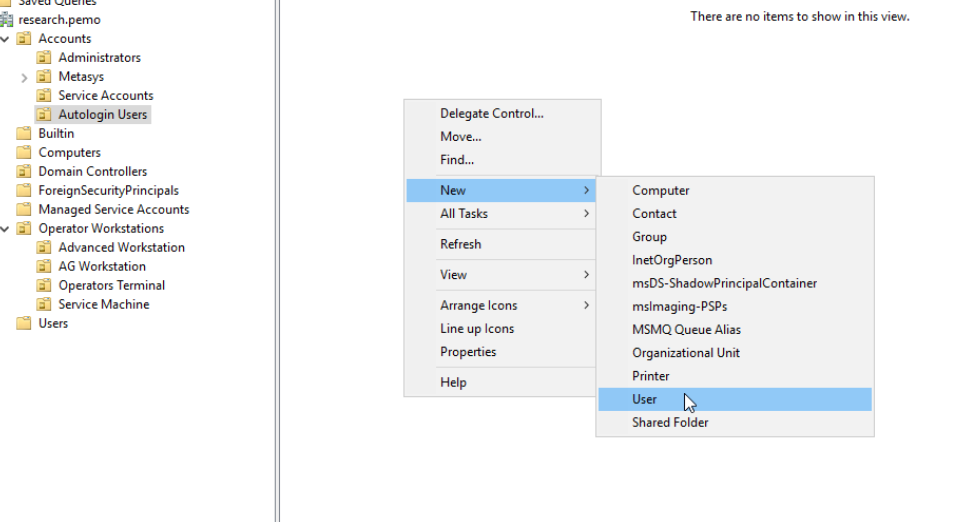 Saved Queries
research.pemo
Accounts
Administrators
Metasys
Service Accounts
Autologin Users
Builtin
Computers
Domain Controllers
ForeignSecurityPrincipals
Managed Service Accounts
Operator Workstations
Advanced Workstation
AG Workstation
Operators Terminal
Service Machine
Users
There are no items to show in this view.
Delegate Control...
Move...
Find...
New
All Tasks
Refresh
View
Arrange Icons
Line up Icons
Properties
Help
Computer
Contact
Group
InetOrgPerson
msDS-ShadowPrincipalContainer
msImaging-PSPs
MSMQ Queue Alias
Organizational Unit
Printer
User
Shared Folder